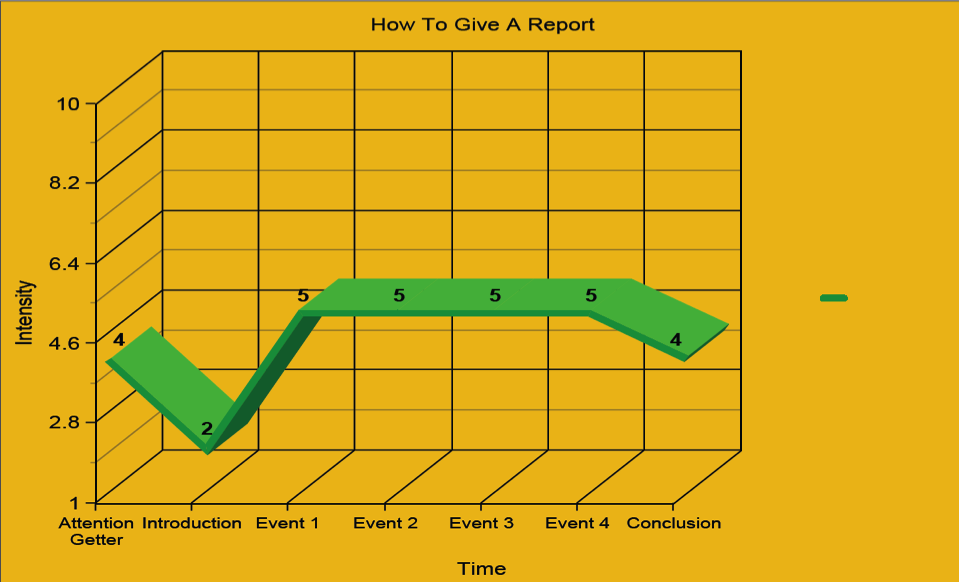 How To Give A Report
10
8.2
6.4
4.6
2.8
1
Intensity
4
2
5
5
5
5
4
Attention Introduction Event 1 Event 2 Event 3 Event 4 Conclusion
Getter
Time